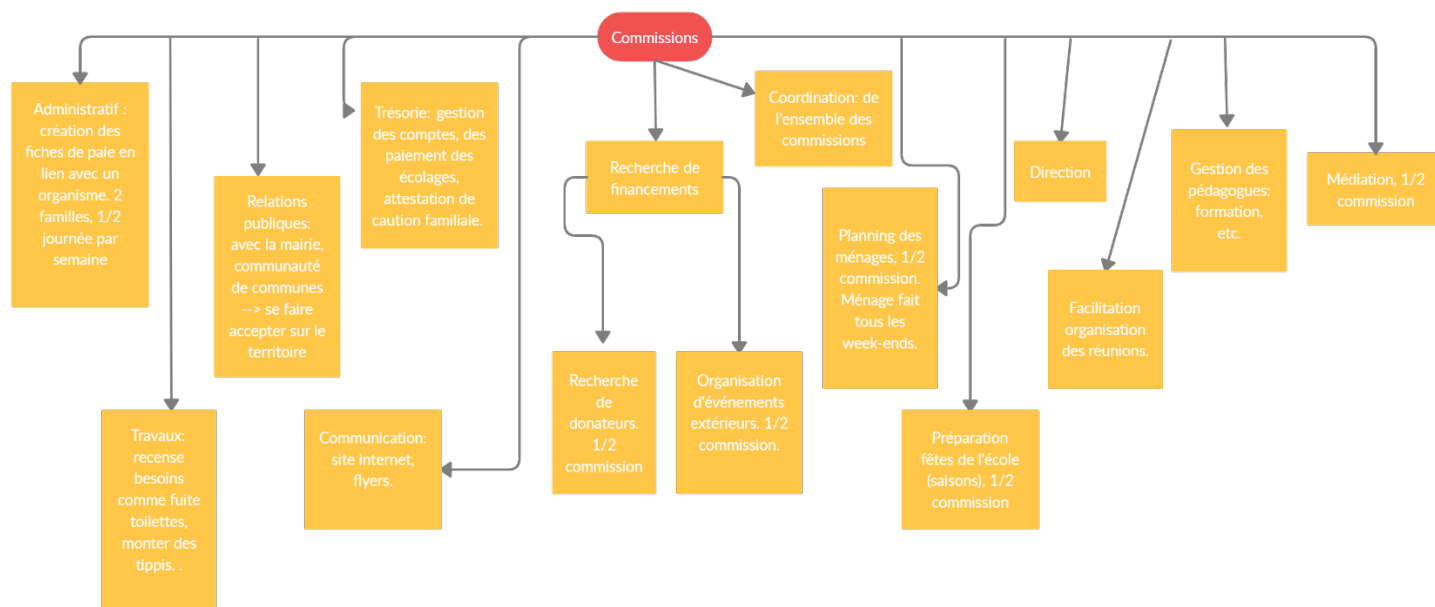 Commissions
Administratif :
création des
fiches de paie en
lien avec un
organisme. 2
familles, 1/2
journée par
semaine
Travaux:
recense
besoins
comme fuite
toilettes,
monter des
tippis. .
Relations
publiques:
avec la mairie,
communauté
de communes
--> se faire
accepter sur le
territoire
Trésorie: gestion
des comptes, des
paiement des
écolages,
attestation de
caution familiale.
Communication:
site internet,
flyers.
Recherche de
financements
Recherche
de
donateurs.
1/2
commission
Organisation
d'événements
extérieurs. 1/2
commission.
Coordination: de
l'ensemble des
commissions
Planning des
ménages, 1/2
commission.
Ménage fait
tous les
week-ends.
Préparation
fêtes de l'école
(saisons), 1/2
commission
Direction
Facilitation
organisation
des réunions.
Gestion des
pédagogues:
formation,
etc.
Médiation, 1/2
commission